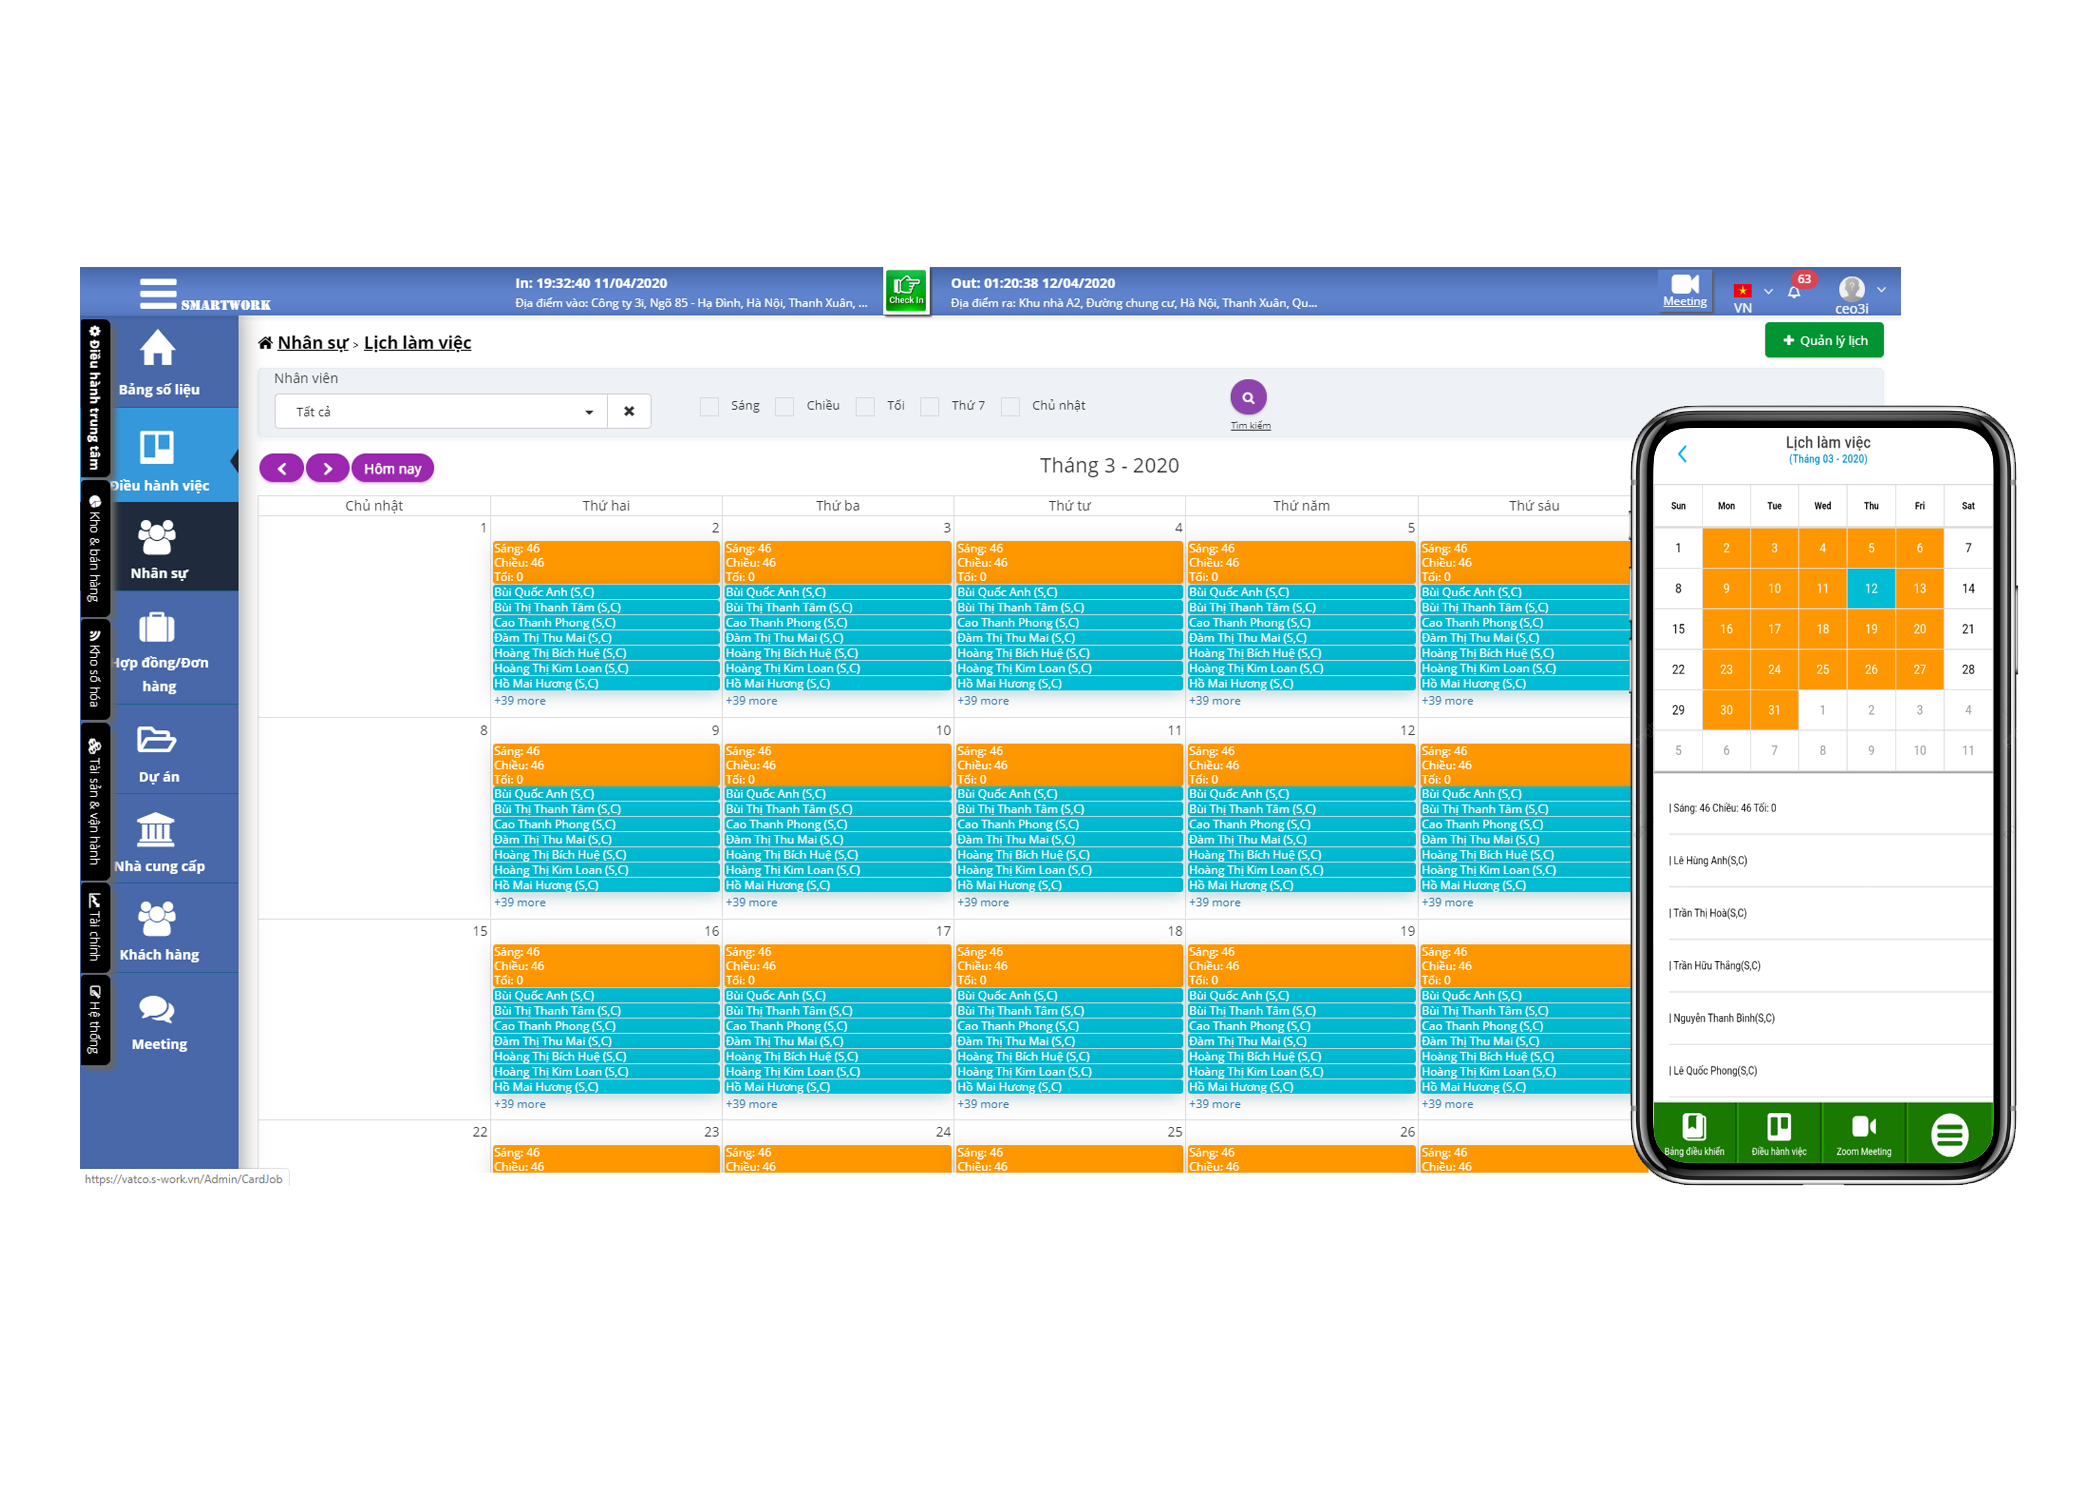 SMARTWORK
In: 19:32:40 11/04/2020
Địa điểm vào: Công ty 3i, Ngõ 85 - Hạ Đình, Hà Nội, Thanh Xuân, ...
Check In
Out: 01:20:38 12/04/2020
Địa điểm ra: Khu nhà A2, Đường chung cư, Hà Nội, Thanh Xuân, Qu...
Meeting
VN
63
ceo3i
Điều hành trung tâm
Kho & bán hàng
Kho số hóa
Tài sản & vận hành
Tài chính
Hệ thống
Bảng số liệu
Điều hành việc
Nhân sự
Hợp đồng/Đơn
hàng
Dự án
Nhà cung cấp
Khách hàng
Meeting
https://vatco.s-work.vn/Admin/CardJob
Nhân sự > Lịch làm việc
+ Quản lý lịch
Nhân viên
Tất cả
Sáng Chiều Tối Thứ 7 Chủ nhật
Tìm kiếm
Hôm nay
Tháng 3 - 2020
Chủ nhật Thứ hai Thứ ba Thứ tư Thứ năm Thứ sáu
1 2 3 4 5
Sáng: 46 Sáng: 46 Sáng: 46 Sáng: 46 Sáng: 46
Chiều: 46 Chiều: 46 Chiều: 46 Chiều: 46 Chiều: 46
Tối: 0 Tối: 0 Tối: 0 Tối: 0 Tối: 0
Bùi Quốc Anh (S,C) Bùi Quốc Anh (S,C) Bùi Quốc Anh (S,C) Bùi Quốc Anh (S,C) Bùi Quốc Anh (S,C)
Bùi Thị Thanh Tâm (S,C) Bùi Thị Thanh Tâm (S,C) Bùi Thị Thanh Tâm (S,C) Bùi Thị Thanh Tâm (S,C) Bùi Thị Thanh Tâm (S,C)
Cao Thanh Phong (S,C) Cao Thanh Phong (S,C) Cao Thanh Phong (S,C) Cao Thanh Phong (S,C) Cao Thanh Phong (S,C)
Đàm Thị Thu Mai (S,C) Đàm Thị Thu Mai (S,C) Đàm Thị Thu Mai (S,C) Đàm Thị Thu Mai (S,C) Đàm Thị Thu Mai (S,C)
Hoàng Thị Bích Huệ (S,C) Hoàng Thị Bích Huệ (S,C) Hoàng Thị Bích Huệ (S,C) Hoàng Thị Bích Huệ (S,C) Hoàng Thị Bích Huệ (S,C)
Hoàng Thị Kim Loan (S,C) Hoàng Thị Kim Loan (S,C) Hoàng Thị Kim Loan (S,C) Hoàng Thị Kim Loan (S,C) Hoàng Thị Kim Loan (S,C)
Hồ Mai Hương (S,C) Hồ Mai Hương (S,C) Hồ Mai Hương (S,C) Hồ Mai Hương (S,C) Hồ Mai Hương (S,C)
+39 more +39 more +39 more +39 more +39 more
8 9 10 11 12
Sáng: 46 Sáng: 46 Sáng: 46 Sáng: 46 Sáng: 46
Chiều: 46 Chiều: 46 Chiều: 46 Chiều: 46 Chiều: 46
Tối: 0 Tối: 0 Tối: 0 Tối: 0 Tối: 0
Bùi Quốc Anh (S,C) Bùi Quốc Anh (S,C) Bùi Quốc Anh (S,C) Bùi Quốc Anh (S,C) Bùi Quốc Anh (S,C)
Bùi Thị Thanh Tâm (S,C) Bùi Thị Thanh Tâm (S,C) Bùi Thị Thanh Tâm (S,C) Bùi Thị Thanh Tâm (S,C) Bùi Thị Thanh Tâm (S,C)
Cao Thanh Phong (S,C) Cao Thanh Phong (S,C) Cao Thanh Phong (S,C) Cao Thanh Phong (S,C) Cao Thanh Phong (S,C)
Đàm Thị Thu Mai (S,C) Đàm Thị Thu Mai (S,C) Đàm Thị Thu Mai (S,C) Đàm Thị Thu Mai (S,C) Đàm Thị Thu Mai (S,C)
Hoàng Thị Bích Huệ (S,C) Hoàng Thị Bích Huệ (S,C) Hoàng Thị Bích Huệ (S,C) Hoàng Thị Bích Huệ (S,C) Hoàng Thị Bích Huệ (S,C)
Hoàng Thị Kim Loan (S,C) Hoàng Thị Kim Loan (S,C) Hoàng Thị Kim Loan (S,C) Hoàng Thị Kim Loan (S,C) Hoàng Thị Kim Loan (S,C)
Hồ Mai Hương (S,C) Hồ Mai Hương (S,C) Hồ Mai Hương (S,C) Hồ Mai Hương (S,C) Hồ Mai Hương (S,C)
+39 more +39 more +39 more +39 more +39 more
15 16 17 18 19
Sáng: 46 Sáng: 46 Sáng: 46 Sáng: 46 Sáng: 46
Chiều: 46 Chiều: 46 Chiều: 46 Chiều: 46 Chiều: 46
Tối: 0 Tối: 0 Tối: 0 Tối: 0 Tối: 0
Bùi Quốc Anh (S,C) Bùi Quốc Anh (S,C) Bùi Quốc Anh (S,C) Bùi Quốc Anh (S,C) Bùi Quốc Anh (S,C)
Bùi Thị Thanh Tâm (S,C) Bùi Thị Thanh Tâm (S,C) Bùi Thị Thanh Tâm (S,C) Bùi Thị Thanh Tâm (S,C) Bùi Thị Thanh Tâm (S,C)
Cao Thanh Phong (S,C) Cao Thanh Phong (S,C) Cao Thanh Phong (S,C) Cao Thanh Phong (S,C) Cao Thanh Phong (S,C)
Đàm Thị Thu Mai (S,C) Đàm Thị Thu Mai (S,C) Đàm Thị Thu Mai (S,C) Đàm Thị Thu Mai (S,C) Đàm Thị Thu Mai (S,C)
Hoàng Thị Bích Huệ (S,C) Hoàng Thị Bích Huệ (S,C) Hoàng Thị Bích Huệ (S,C) Hoàng Thị Bích Huệ (S,C) Hoàng Thị Bích Huệ (S,C)
Hoàng Thị Kim Loan (S,C) Hoàng Thị Kim Loan (S,C) Hoàng Thị Kim Loan (S,C) Hoàng Thị Kim Loan (S,C) Hoàng Thị Kim Loan (S,C)
Hồ Mai Hương (S,C) Hồ Mai Hương (S,C) Hồ Mai Hương (S,C) Hồ Mai Hương (S,C) Hồ Mai Hương (S,C)
+39 more +39 more +39 more +39 more +39 more
22 23 24 25 26
Sáng: 46 Sáng: 46 Sáng: 46 Sáng: 46 Sáng: 46
Chiều: 46 Chiều: 46 Chiều: 46 Chiều: 46 Chiều: 46
Lịch làm việc
(Tháng 03 - 2020)
Sun Mon Tue Wed Thu Fri Sat
1 2 3 4 5 6 7
8 9 10 11 12 13 14
15 16 17 18 19 20 21
22 23 24 25 26 27 28
29 30 31 1 2 3 4
5 6 7 8 9 10 11
| Sáng: 46 Chiều: 46 Tối: 0
| Lê Hùng Anh(S,C)
| Trần Thị Hoà(S,C)
| Trần Hữu Thắng(S,C)
| Nguyễn Thanh Bình(S,C)
| Lê Quốc Phong(S,C)
Bảng điều khiển Điều hành việc Zoom Meeting